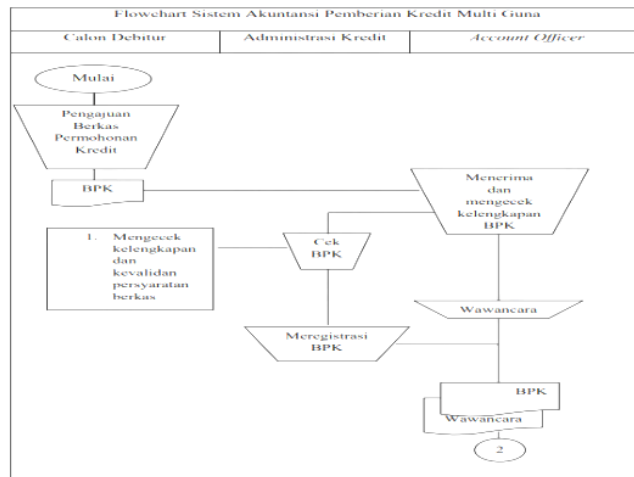 Flowchart Sistem Akuntansi Pemberian Kredit Multi Guna
Calon Debitur
Administrasi Kredit
Account Officer
Mulai
Pengajuan
Berkas
Permohonan
Kredit
BPK
Menerima
dan
mengecek
kelengkapan
BPK
1. Mengecek
kelengkapan
dan
kevalidan
persyaratan
berkas
Cek
BPK
Wawancara
Meregistrasi
BPK
BPK
Wawancara
2